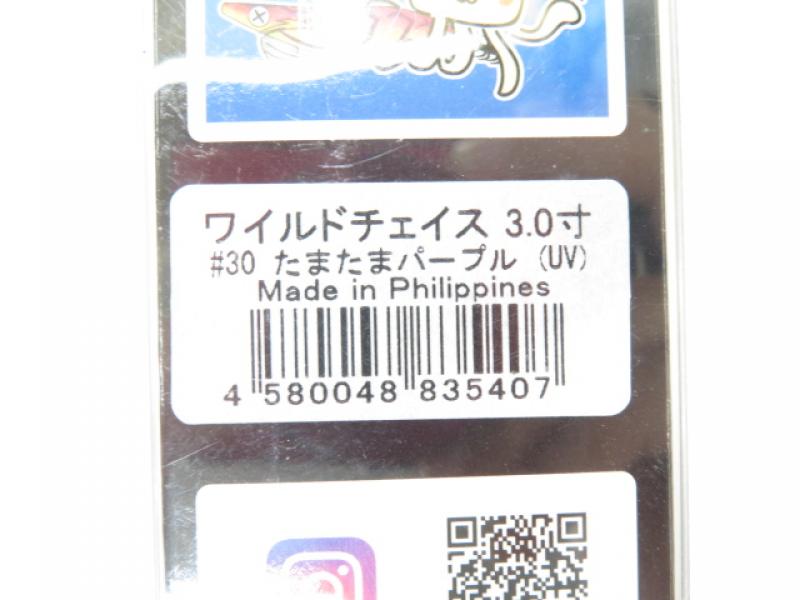 ワイルドチェイス 3.0寸
#30 たまたまパープル (UV)
Made in Philippines
4 580048 835407